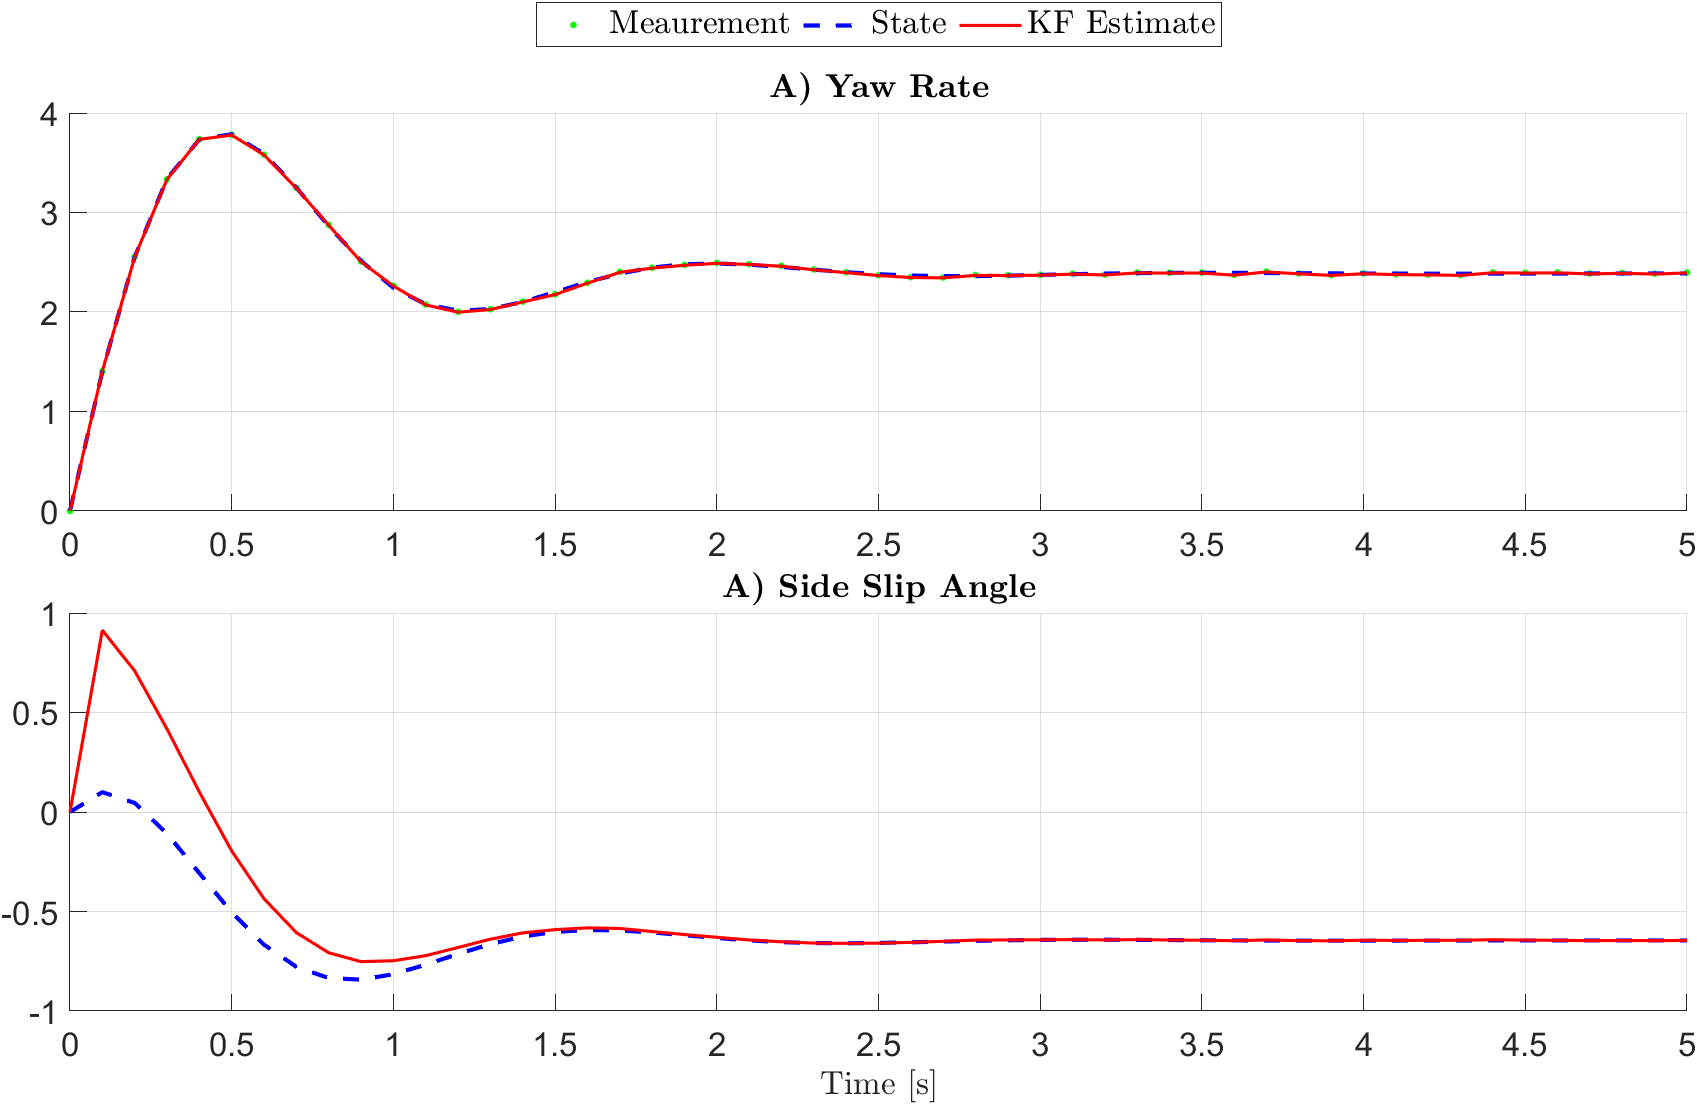 Meaurement State KF Estimate
A) Yaw Rate
4
3
2
1
0
0 0.5 1 1.5 2 2.5 3 3.5 4 4.5 5
A) Side Slip Angle
1
0.5
0
-0.5
-1
0 0.5 1 1.5 2 2.5 3 3.5 4 4.5 5
Time [s]